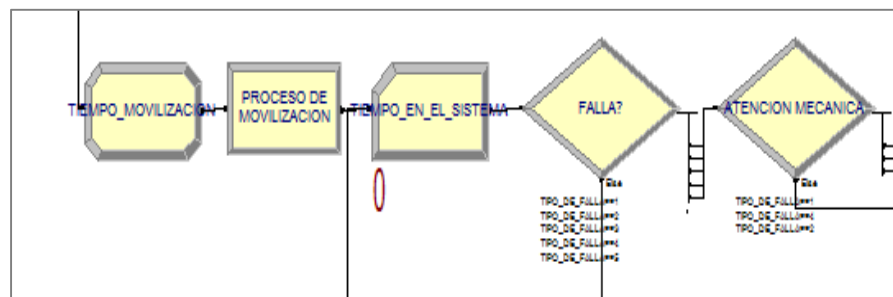 TIEMPO_MOVILIZACION
PROCESO DE
MOVILIZACION
TIEMPO_EN_EL_SISTEMA
FALLA?
ATENCION MECANICA
Else
TIPO_DE_FALLA==1
TIPO_DE_FALLA==2
TIPO_DE_FALLA==3
TIPO_DE_FALLA==4
TIPO_DE_FALLA==5
Else
TIPO_DE_FALLA==1
TIPO_DE_FALLA==4
TIPO_DE_FALLA==2
0